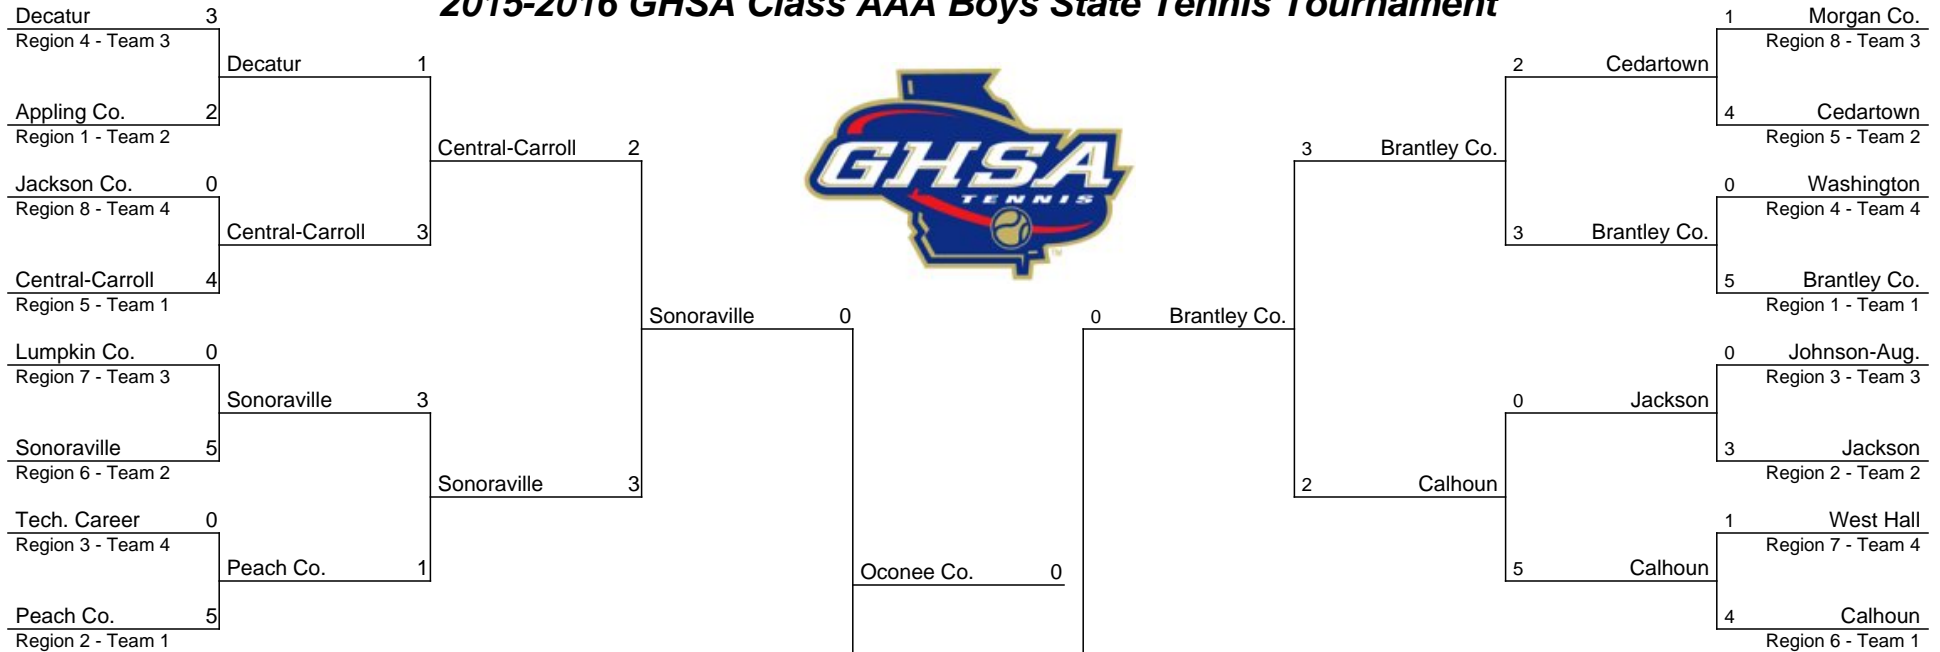 2015-2016 GHSA Class AAA Boys State Tennis Tournament
Decatur 3
Region 4 - Team 3
Appling Co. 2
Region 1 - Team 2
Jackson Co. 0
Region 8 - Team 4
Central-Carroll 4
Region 5 - Team 1
Lumpkin Co. 0
Region 7 - Team 3
Sonoraville 5
Region 6 - Team 2
Tech. Career 0
Region 3 - Team 4
Peach Co. 5
Region 2 - Team 1
Decatur 1
Central-Carroll 3
Sonoraville 3
Peach Co. 1
Central-Carroll 2
Sonoraville 3
Sonoraville 0
Oconee Co. 0
GHSA
TENNIS
TM
0 Brantley Co.
3 Brantley Co.
2 Calhoun
2 Cedartown
3 Brantley Co.
0 Jackson
5 Calhoun
1 Morgan Co.
Region 8 - Team 3
4 Cedartown
Region 5 - Team 2
0 Washington
Region 4 - Team 4
5 Brantley Co.
Region 1 - Team 1
0 Johnson-Aug.
Region 3 - Team 3
3 Jackson
Region 2 - Team 2
1 West Hall
Region 7 - Team 4
4 Calhoun
Region 6 - Team 1